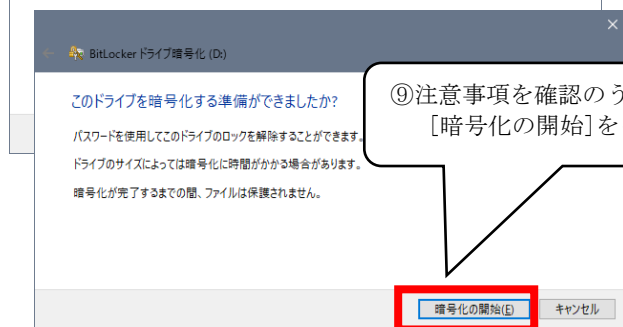 BitLocker ドライブ暗号化 (D:)
このドライブを暗号化する準備ができましたか?
⑨注意事項を確認のう
[暗号化の開始]を
パスワードを使用してこのドライブのロックを解除することができます。
ドライブのサイズによっては暗号化に時間がかかる場合があります。
暗号化が完了するまでの間、ファイルは保護されません。
暗号化の開始(E) キャンセル